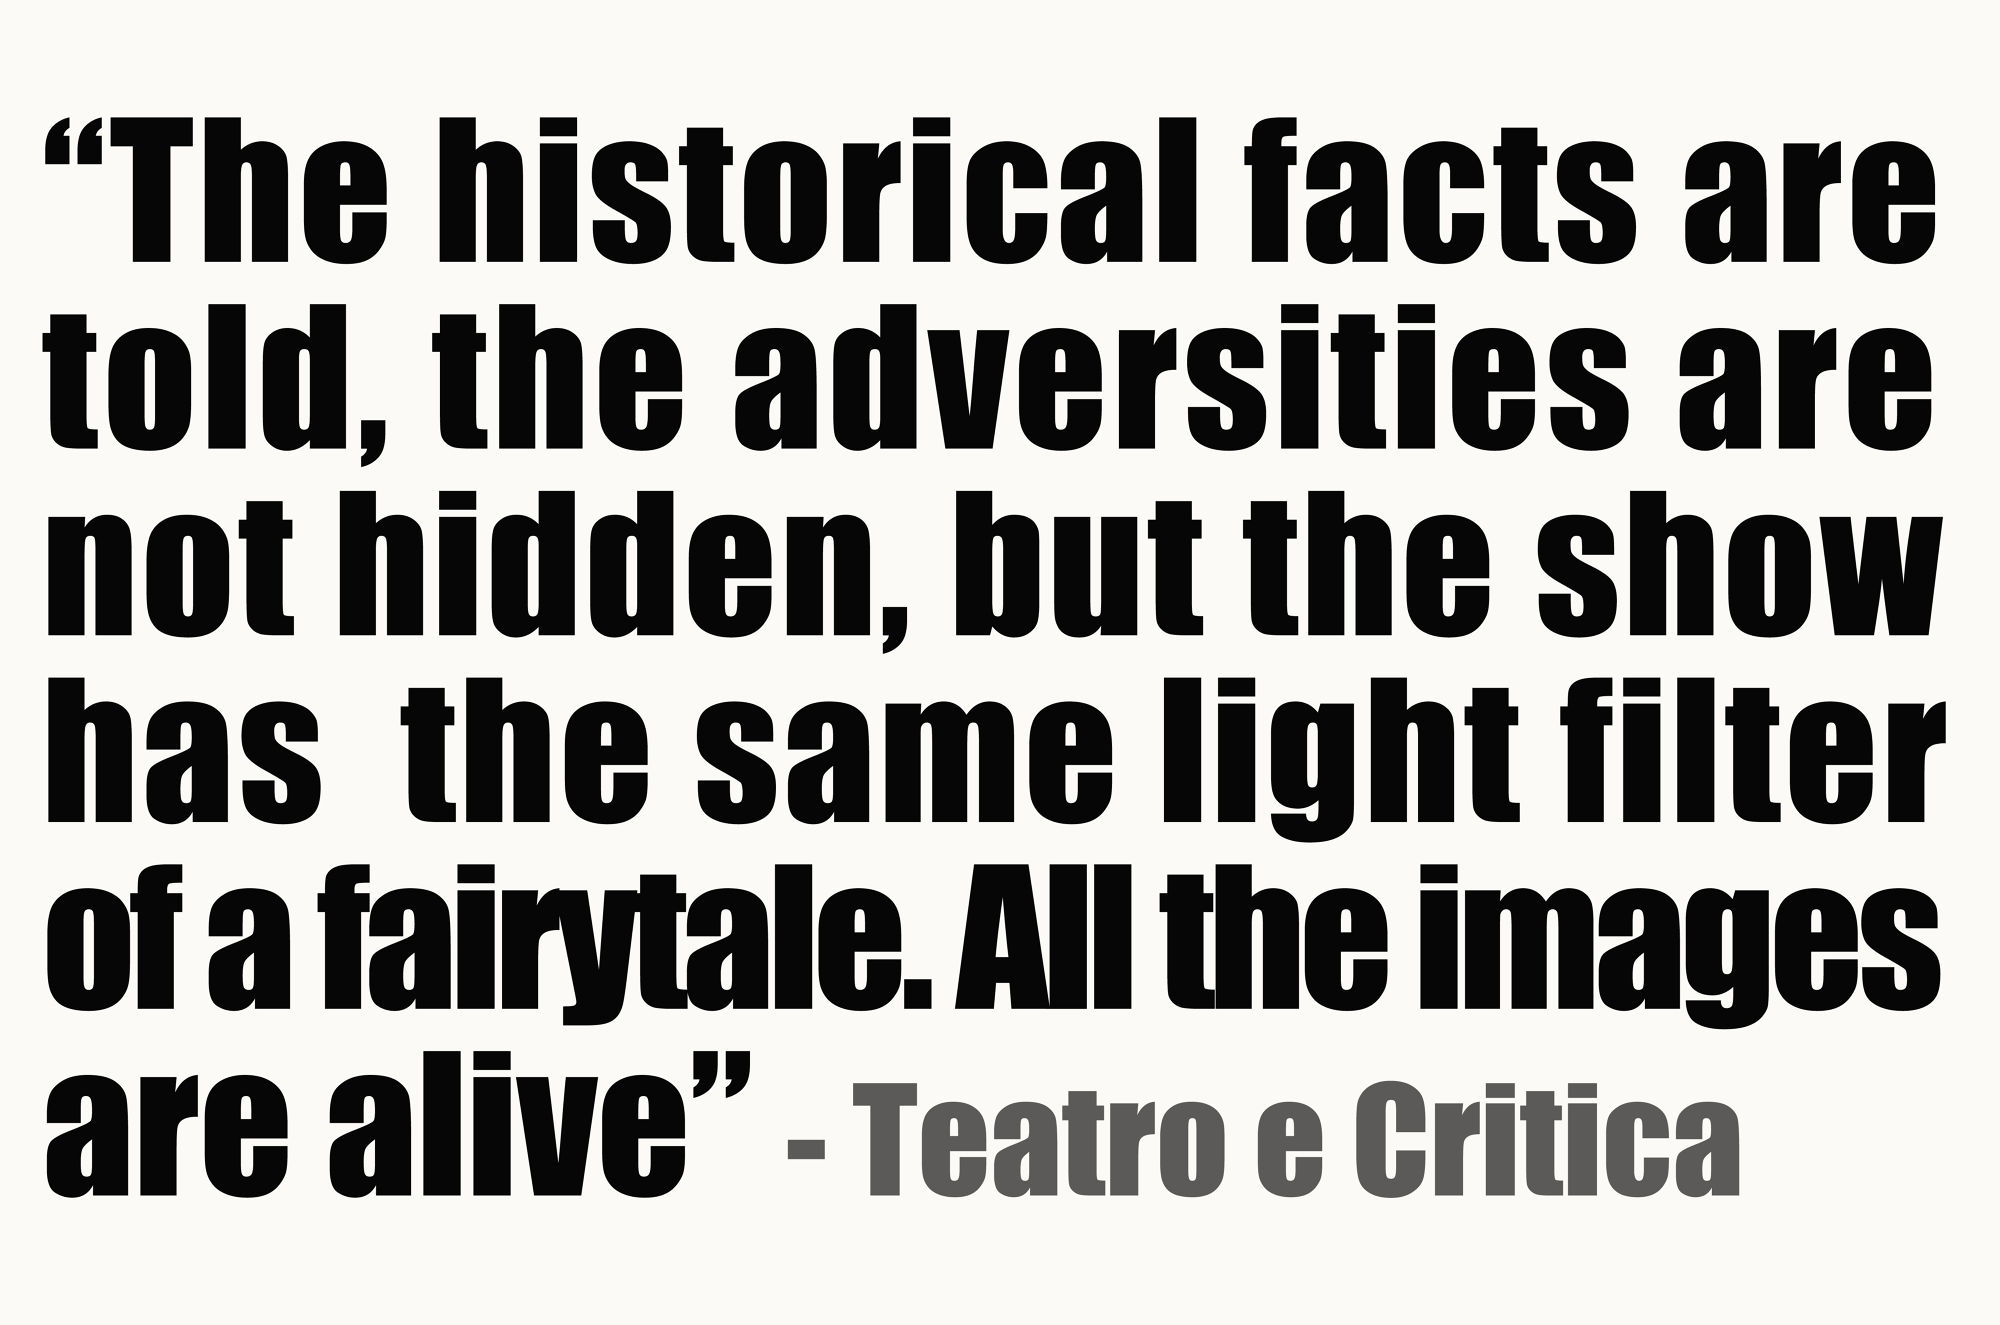 “The historical facts are
told, the adversities are
not hidden, but the show
has  the same light filter
of a fairytale. All the images
are alive” - Teatro e Critica